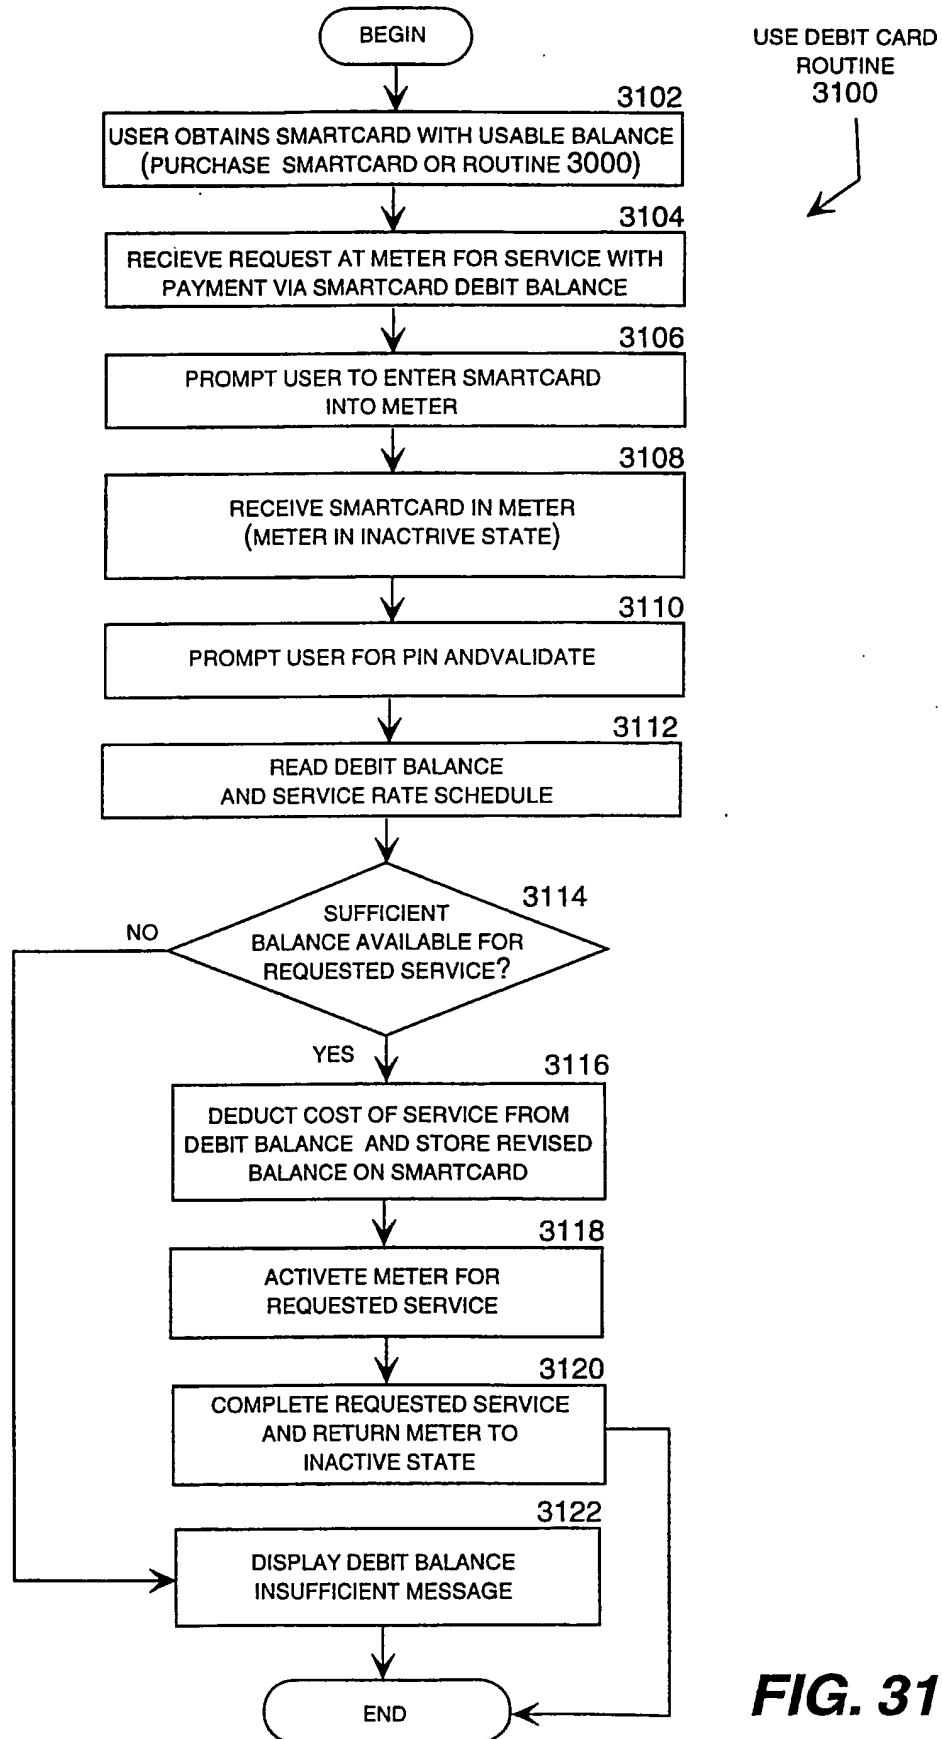 BEGIN
USE DEBIT CARD
ROUTINE
3100
3102
USER OBTAINS SMARTCARD WITH USABLE BALANCE
(PURCHASE SMARTCARD OR ROUTINE 3000)
3104
RECIEVE REQUEST AT METER FOR SERVICE WITH
PAYMENT VIA SMARTCARD DEBIT BALANCE
3106
PROMPT USER TO ENTER SMARTCARD
INTO METER
3108
RECEIVE SMARTCARD IN METER
(METER IN INACTRIVE STATE)
3110
PROMPT USER FOR PIN ANDVALIDATE
3112
READ DEBIT BALANCE
AND SERVICE RATE SCHEDULE
3114
SUFFICIENT
BALANCE AVAILABLE FOR
REQUESTED SERVICE?
NO
YES
3116
DEDUCT COST OF SERVICE FROM
DEBIT BALANCE AND STORE REVISED
BALANCE ON SMARTCARD
3118
ACTIVETE METER FOR
REQUESTED SERVICE
3120
COMPLETE REQUESTED SERVICE
AND RETURN METER TO
INACTIVE STATE
3122
DISPLAY DEBIT BALANCE
INSUFFICIENT MESSAGE
END
FIG. 31